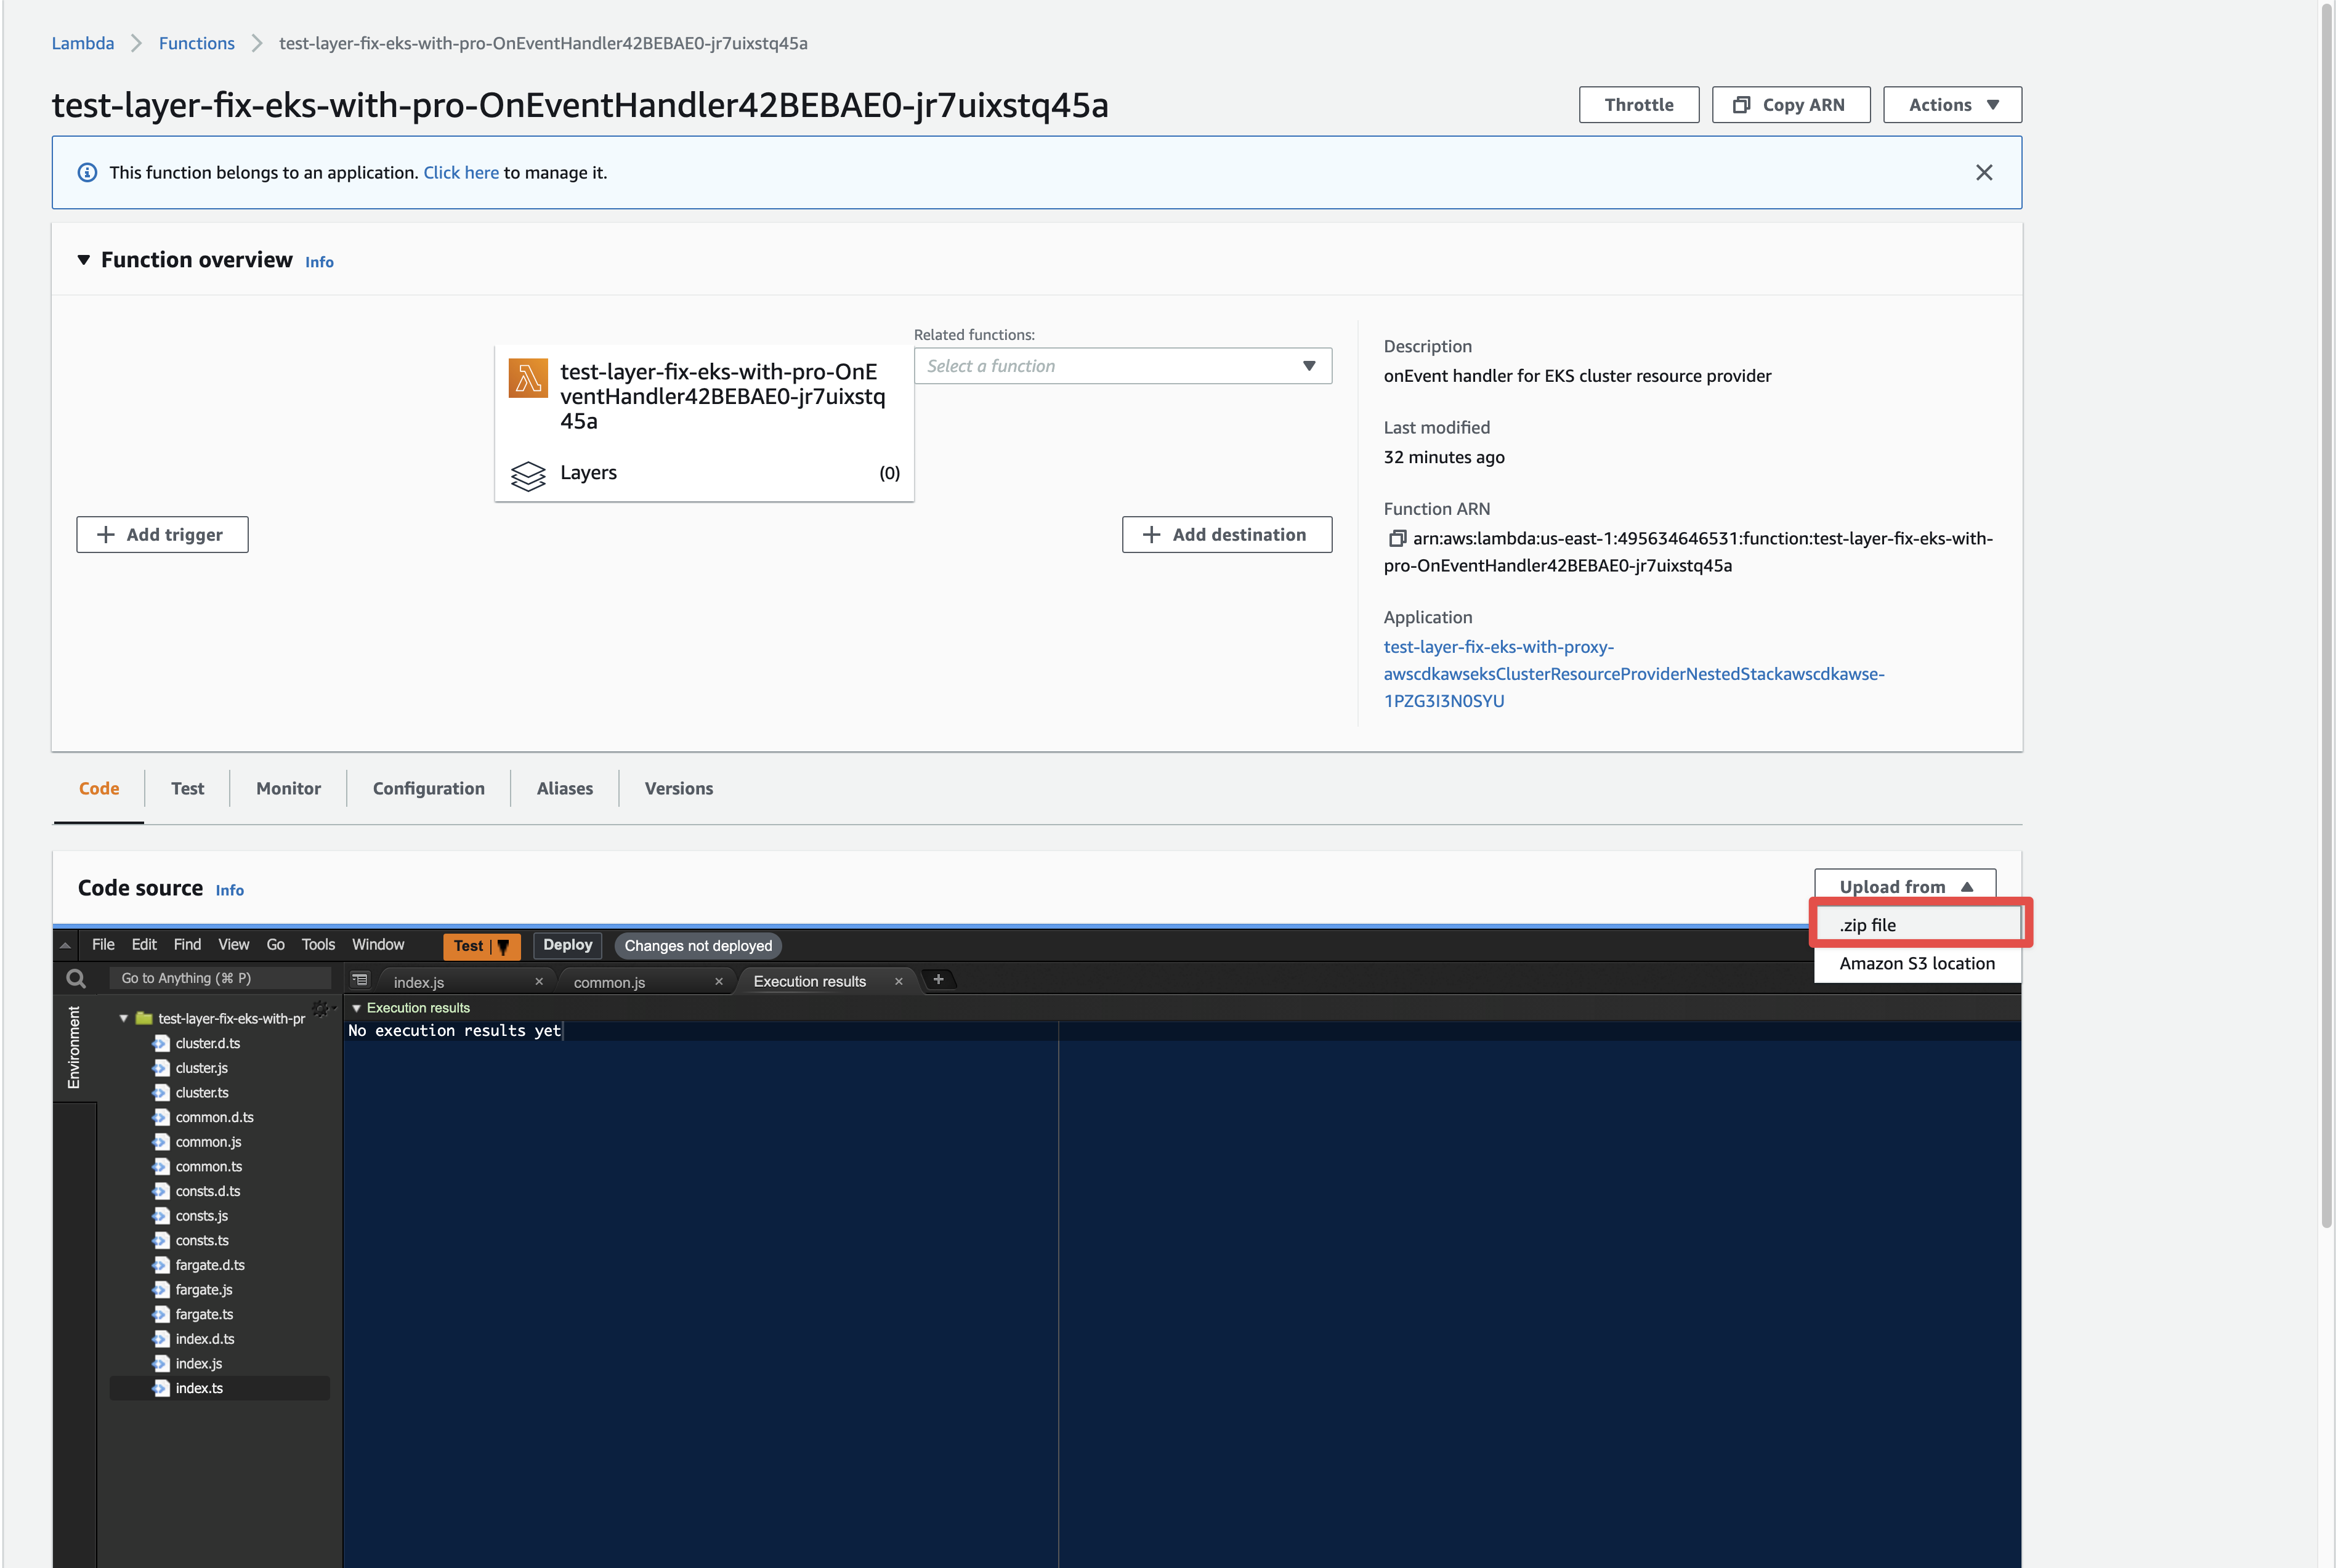 Lambda > Functions > test-layer-fix-eks-with-pro-OnEventHandler42BEBAE0-jr7uixstq45a
test-layer-fix-eks-with-pro-OnEventHandler42BEBAE0-jr7uixstq45a
Throttle
Copy ARN
Actions
This function belongs to an application. Click here to manage it.
Function overview Info
Related functions:
Select a function
test-layer-fix-eks-with-pro-OnE
ventHandler42BEBAE0-jr7uixstq
45a
Layers (0)
Add trigger
Add destination
Description
onEvent handler for EKS cluster resource provider
Last modified
32 minutes ago
Function ARN
arn:aws:lambda:us-east-1:495634646531:function:test-layer-fix-eks-with-
pro-OnEventHandler42BEBAE0-jr7uixstq45a
Application
test-layer-fix-eks-with-proxy-
awscdkawseksClusterResourceProviderNestedStackawscdkawse-
1PZG3I3N0SYU
Code Test Monitor Configuration Aliases Versions
Code source Info
Upload from
.zip file
Amazon S3 location
File Edit Find View Go Tools Window Test Deploy Changes not deployed
Go to Anything (⌘ P)
index.js common.js Execution results
Environment
test-layer-fix-eks-with-pr
cluster.d.ts
cluster.js
cluster.ts
common.d.ts
common.js
common.ts
consts.d.ts
consts.js
consts.ts
fargate.d.ts
fargate.js
fargate.ts
index.d.ts
index.js
index.ts
Execution results
No execution results yet